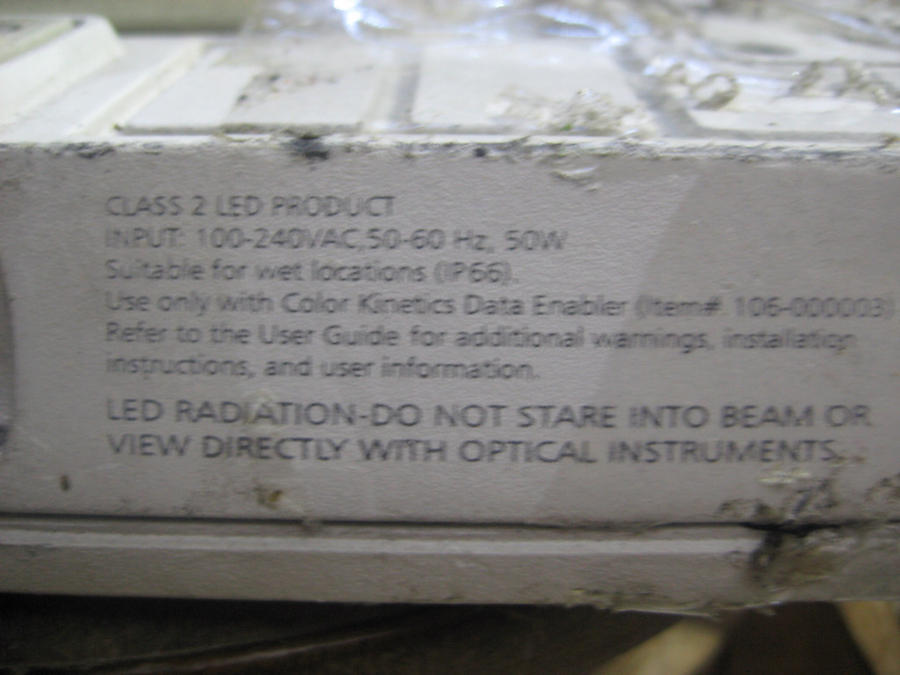 CLASS 2 LED PRODUCT
INPUT: 100-240VAC,50-60 Hz, 50W
Suitable for wet locations (IP66).
Use only with Color Kinetics Data Enabler (Item# 106-000003)
Refer to the User Guide for additional warnings, installation
instructions, and user information.
LED RADIATION-DO NOT STARE INTO BEAM OR
VIEW DIRECTLY WITH OPTICAL INSTRUMENTS.